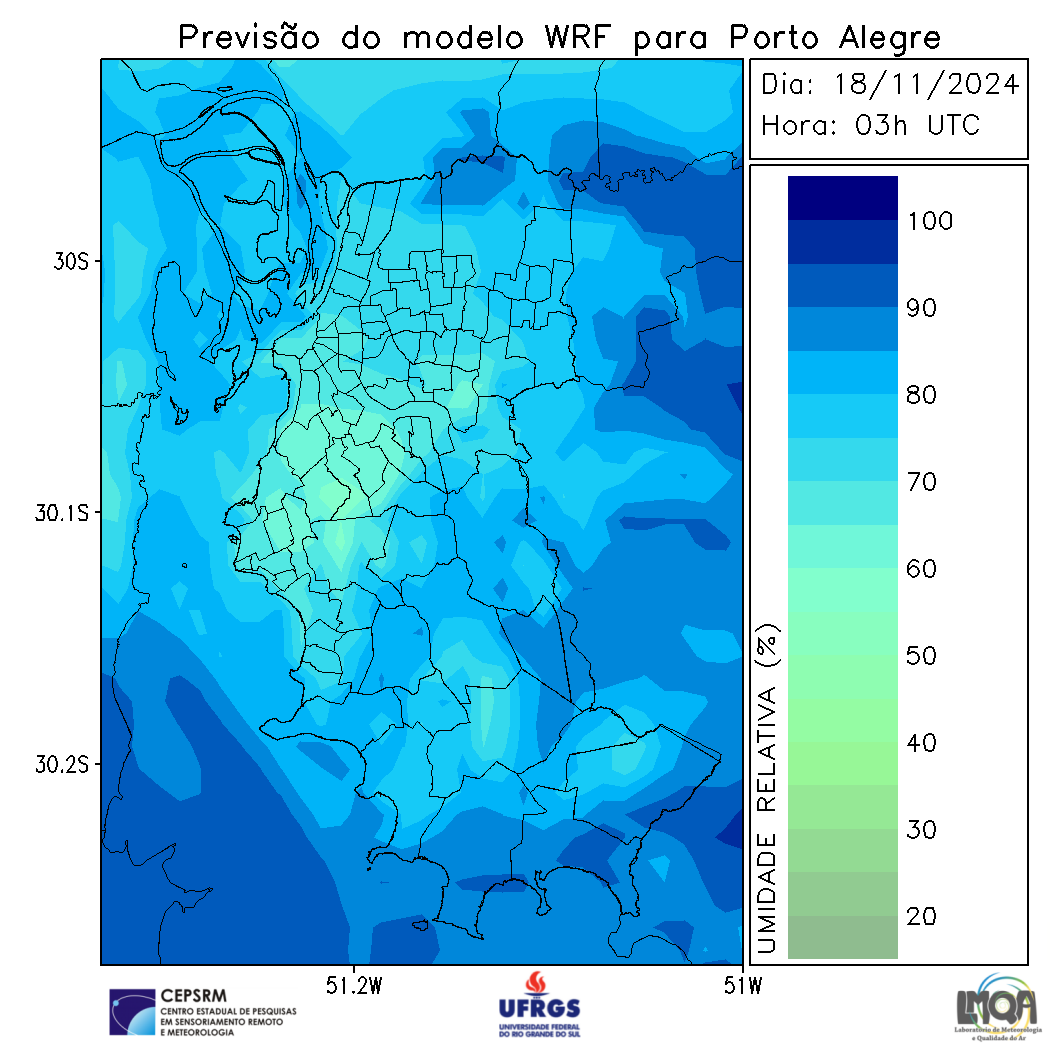 Previsão do modelo WRF para Porto Alegre
Dia: 18/11/2024
Hora: 03h UTC
100
90
80
70
60
50
40
30
20
UMIDADE RELATIVA (%)
30S
30.1S
30.2S
51.2W
51W
CEPSRM
CENTRO ESTADUAL DE PESQUISAS
EM SENSORIAMENTO REMOTO
E METEOROLOGIA
UFRGS
UNIVERSIDADE FEDERAL
DO RIO GRANDE DO SUL
LMQA
Laboratório de Meteorologia
e Qualidade do Ar